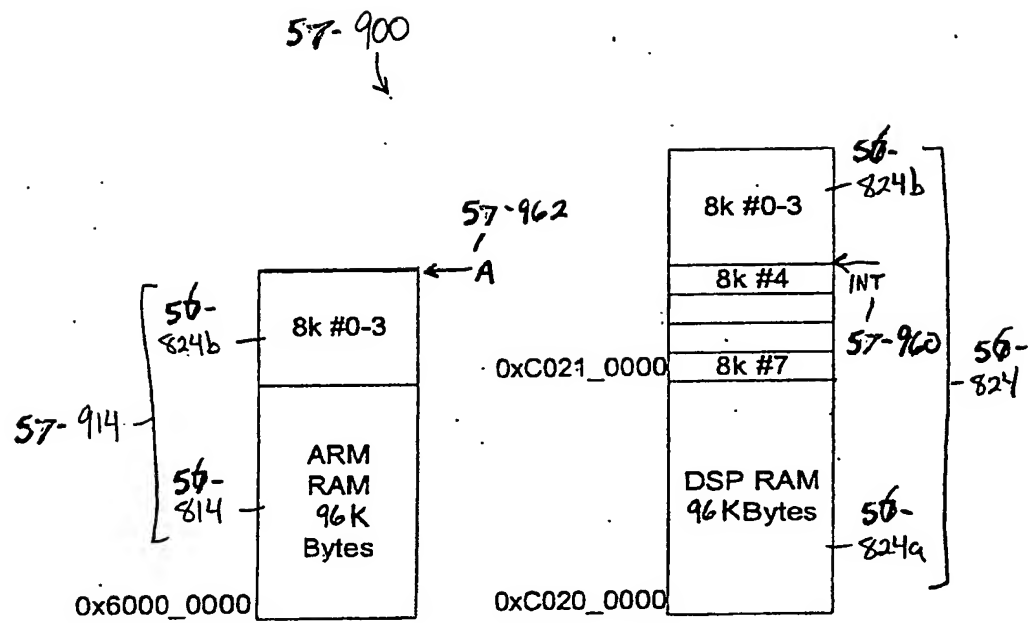 57-900
57-962
A
56-
824b
8k #0-3
56-
814
ARM
RAM
96K
Bytes
57-914
0x6000_0000
8k #0-3
56-
824b
8k #4
INT
57-960
8k #7
0xC021_0000
56-
824
DSP RAM
96KBytes
56-
824a
0xC020_0000